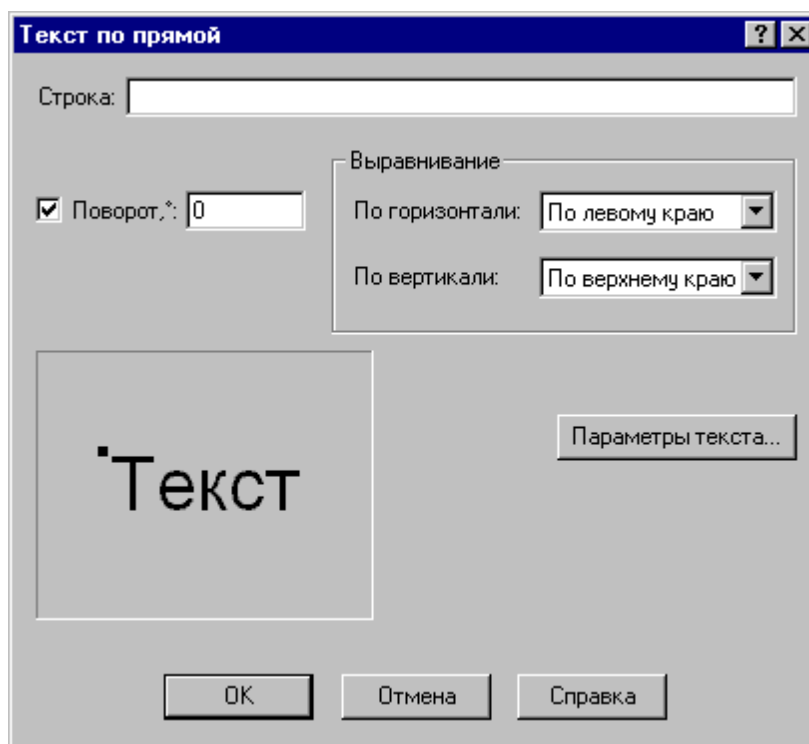 Текст по прямой
Строка:
Выравнивание
Поворот,°: 0
По горизонтали: По левому краю
По вертикали: По верхнему краю
Текст
Параметры текста...
OK
Отмена
Справка